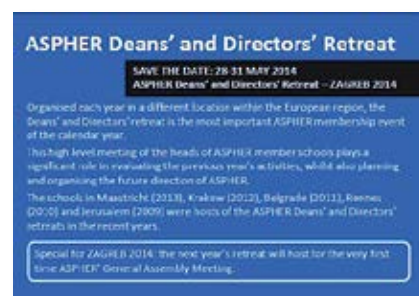 ASPHER Deans' and Directors' Retreat
SAVE THE DATE: 28-31 MAY 2014
ASPHER Deans' and Directors' Retreat – ZAGREB 2014
Organised each year in a different location within the European region, the
Deans' and Directors' retreat is the most important ASPHER membership event
of the calendar year.
This high level meeting of the heads of ASPHER member schools plays a
significant role in evaluating the previous year's activities, whilst also planning
and organising the future direction of ASPHER.
The schools in Maastricht (2013), Krakow (2012), Belgrade (2011), Rennes
(2010) and Jerusalem (2009) were hosts of the ASPHER Deans' and Directors'
retreats in the recent years.
Special for ZAGREB 2014: the next year's retreat will host for the very first
time ASPHER' General Assembly Meeting.